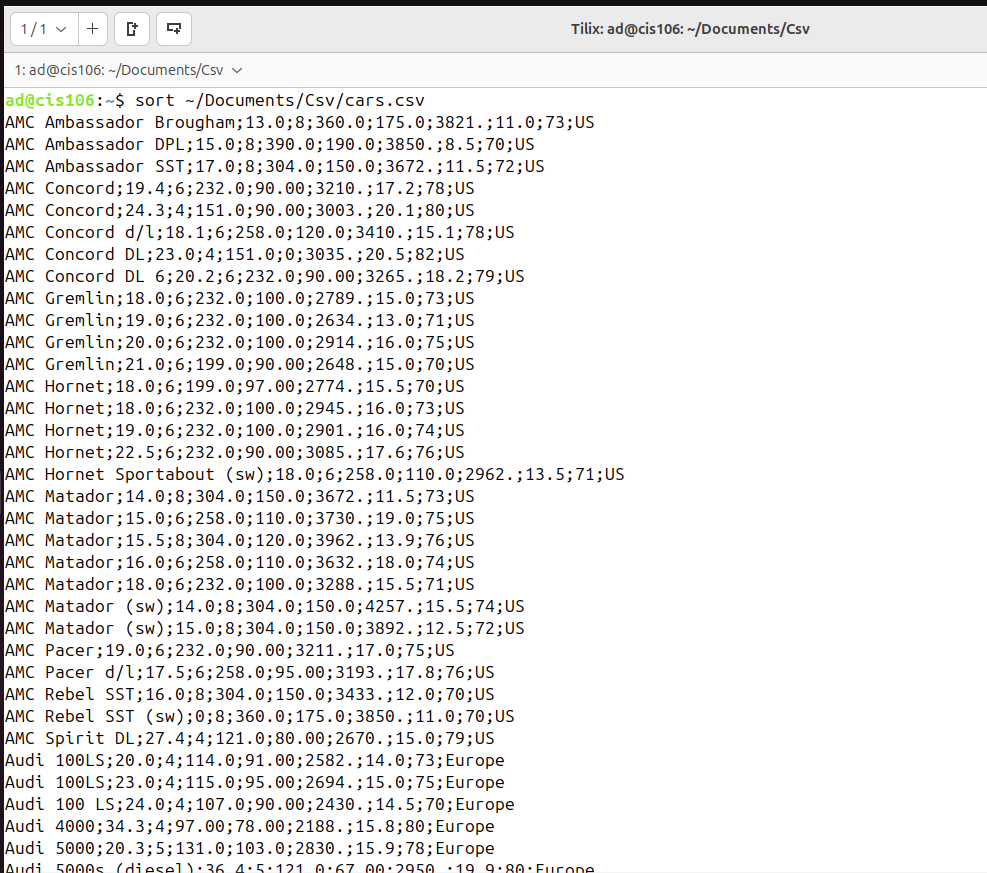 1 / 1
Tilix: ad@cis106: ~/Documents/Csv
1: ad@cis106: ~/Documents/Csv
ad@cis106:~$ sort ~/Documents/Csv/cars.csv
AMC Ambassador Brougham;13.0;8;360.0;175.0;3821.;11.0;73;US
AMC Ambassador DPL;15.0;8;390.0;190.0;3850.;8.5;70;US
AMC Ambassador SST;17.0;8;304.0;150.0;3672.;11.5;72;US
AMC Concord;19.4;6;232.0;90.00;3210.;17.2;78;US
AMC Concord;24.3;4;151.0;90.00;3003.;20.1;80;US
AMC Concord d/l;18.1;6;258.0;120.0;3410.;15.1;78;US
AMC Concord DL;23.0;4;151.0;0;3035.;20.5;82;US
AMC Concord DL 6;20.2;6;232.0;90.00;3265.;18.2;79;US
AMC Gremlin;18.0;6;232.0;100.0;2789.;15.0;73;US
AMC Gremlin;19.0;6;232.0;100.0;2634.;13.0;71;US
AMC Gremlin;20.0;6;232.0;100.0;2914.;16.0;75;US
AMC Gremlin;21.0;6;199.0;90.00;2648.;15.0;70;US
AMC Hornet;18.0;6;199.0;97.00;2774.;15.5;70;US
AMC Hornet;18.0;6;232.0;100.0;2945.;16.0;73;US
AMC Hornet;19.0;6;232.0;100.0;2901.;16.0;74;US
AMC Hornet;22.5;6;232.0;90.00;3085.;17.6;76;US
AMC Hornet Sportabout (sw);18.0;6;258.0;110.0;2962.;13.5;71;US
AMC Matador;14.0;8;304.0;150.0;3672.;11.5;73;US
AMC Matador;15.0;6;258.0;110.0;3730.;19.0;75;US
AMC Matador;15.5;8;304.0;120.0;3962.;13.9;76;US
AMC Matador;16.0;6;258.0;110.0;3632.;18.0;74;US
AMC Matador;18.0;6;232.0;100.0;3288.;15.5;71;US
AMC Matador (sw);14.0;8;304.0;150.0;4257.;15.5;74;US
AMC Matador (sw);15.0;8;304.0;150.0;3892.;12.5;72;US
AMC Pacer;19.0;6;232.0;90.00;3211.;17.0;75;US
AMC Pacer d/l;17.5;6;258.0;95.00;3193.;17.8;76;US
AMC Rebel SST;16.0;8;304.0;150.0;3433.;12.0;70;US
AMC Rebel SST (sw);0;8;360.0;175.0;3850.;11.0;70;US
AMC Spirit DL;27.4;4;121.0;80.00;2670.;15.0;79;US
Audi 100LS;20.0;4;114.0;91.00;2582.;14.0;73;Europe
Audi 100LS;23.0;4;115.0;95.00;2694.;15.0;75;Europe
Audi 100 LS;24.0;4;107.0;90.00;2430.;14.5;70;Europe
Audi 4000;34.3;4;97.00;78.00;2188.;15.8;80;Europe
Audi 5000;20.3;5;131.0;103.0;2830.;15.9;78;Europe
Audi 5000s (diesel);36.4;5;121.0;67.00;2950.;19.9;80;Europe